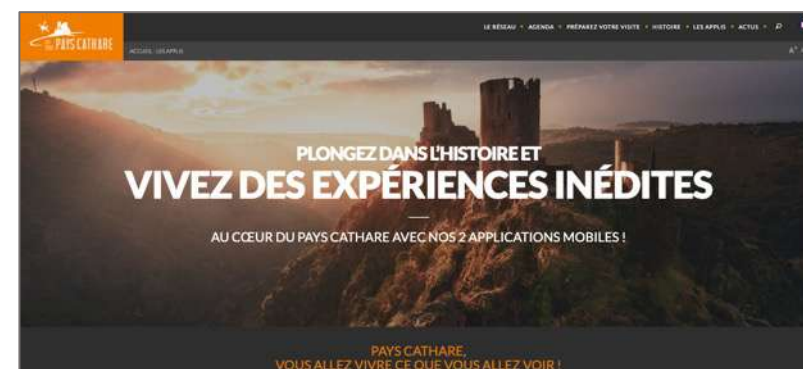 PAYS CATHARE
LE RÉSEAU • AGENDA • PRÉPAREZ VOTRE VISITE • HISTOIRE • LES APPLIS • ACTUS
ACCUEIL / LES APPLIS
PLONGEZ DANS L'HISTOIRE ET
VIVEZ DES EXPÉRIENCES INÉDITES
AU CŒUR DU PAYS CATHARE AVEC NOS 2 APPLICATIONS MOBILES !
PAYS CATHARE,
VOUS ALLEZ VIVRE CE QUE VOUS ALLEZ VOIR !